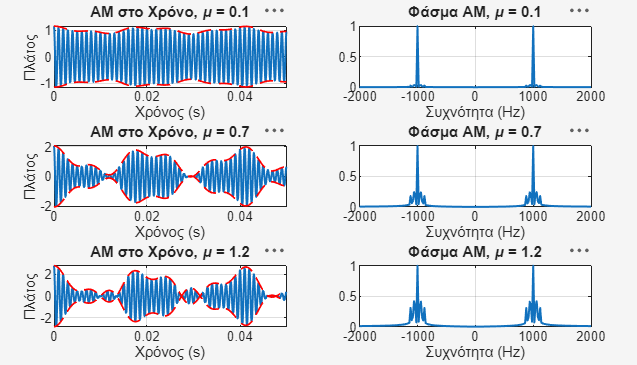 AM στο Χρόνο, μ = 0.1
Πλάτος
1
0
-1
0 0.02 0.04
Χρόνος (s)
Φάσμα AM, μ = 0.1
1
0.5
0
-2000 -1000 0 1000 2000
Συχνότητα (Hz)
AM στο Χρόνο, μ = 0.7
Πλάτος
2
0
-2
0 0.02 0.04
Χρόνος (s)
Φάσμα AM, μ = 0.7
1
0.5
0
-2000 -1000 0 1000 2000
Συχνότητα (Hz)
AM στο Χρόνο, μ = 1.2
Πλάτος
2
0
-2
0 0.02 0.04
Χρόνος (s)
Φάσμα AM, μ = 1.2
1
0.5
0
-2000 -1000 0 1000 2000
Συχνότητα (Hz)